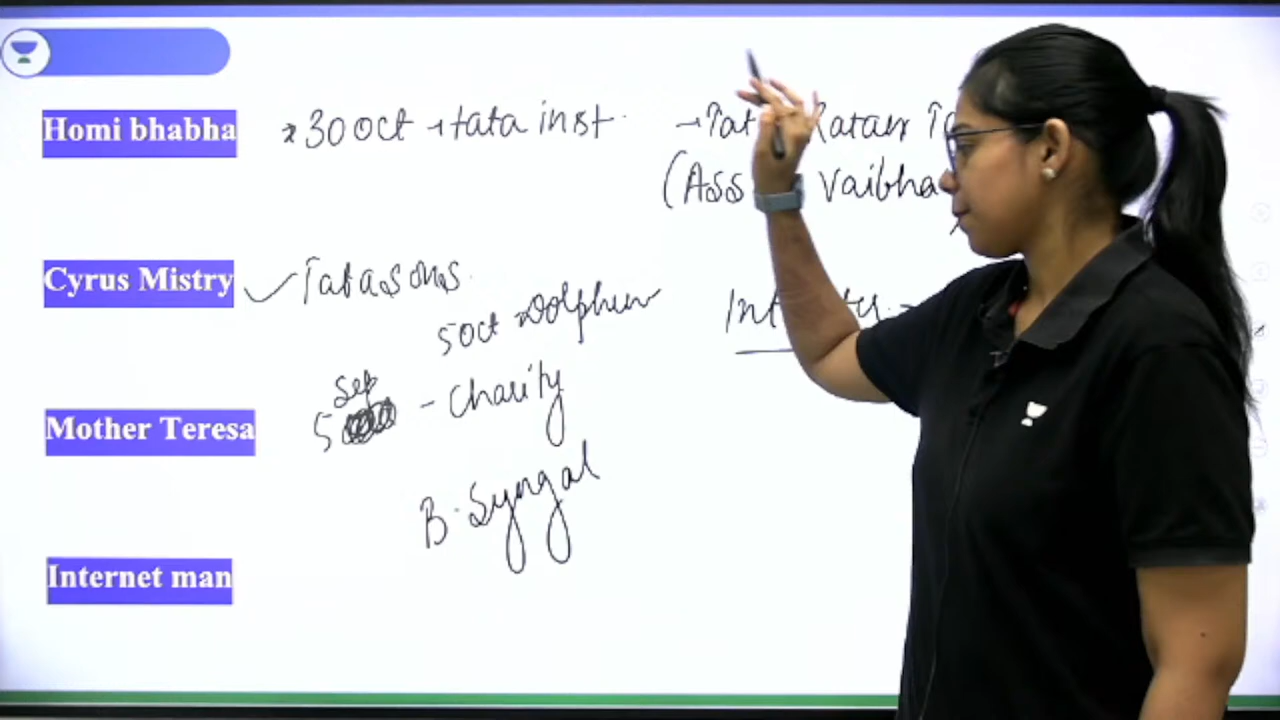 Homi bhabha 30 oct → tata inst. → Ratan
(Ass Vaibha
Cyrus Mistry ✓ Tata Sons.
5 Oct Dolphin
Sep
Mother Teresa 5 - Charity
B. Syngal
Internet man